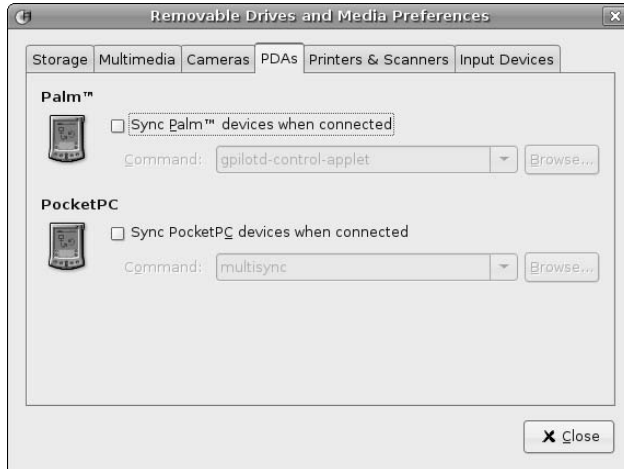 Removable Drives and Media Preferences
Storage Multimedia Cameras PDAs Printers & Scanners Input Devices
Palm™
Sync Palm™ devices when connected
Command: gpilotd-control-applet Browse...
PocketPC
Sync PocketPC devices when connected
Command: multisync Browse...
Close